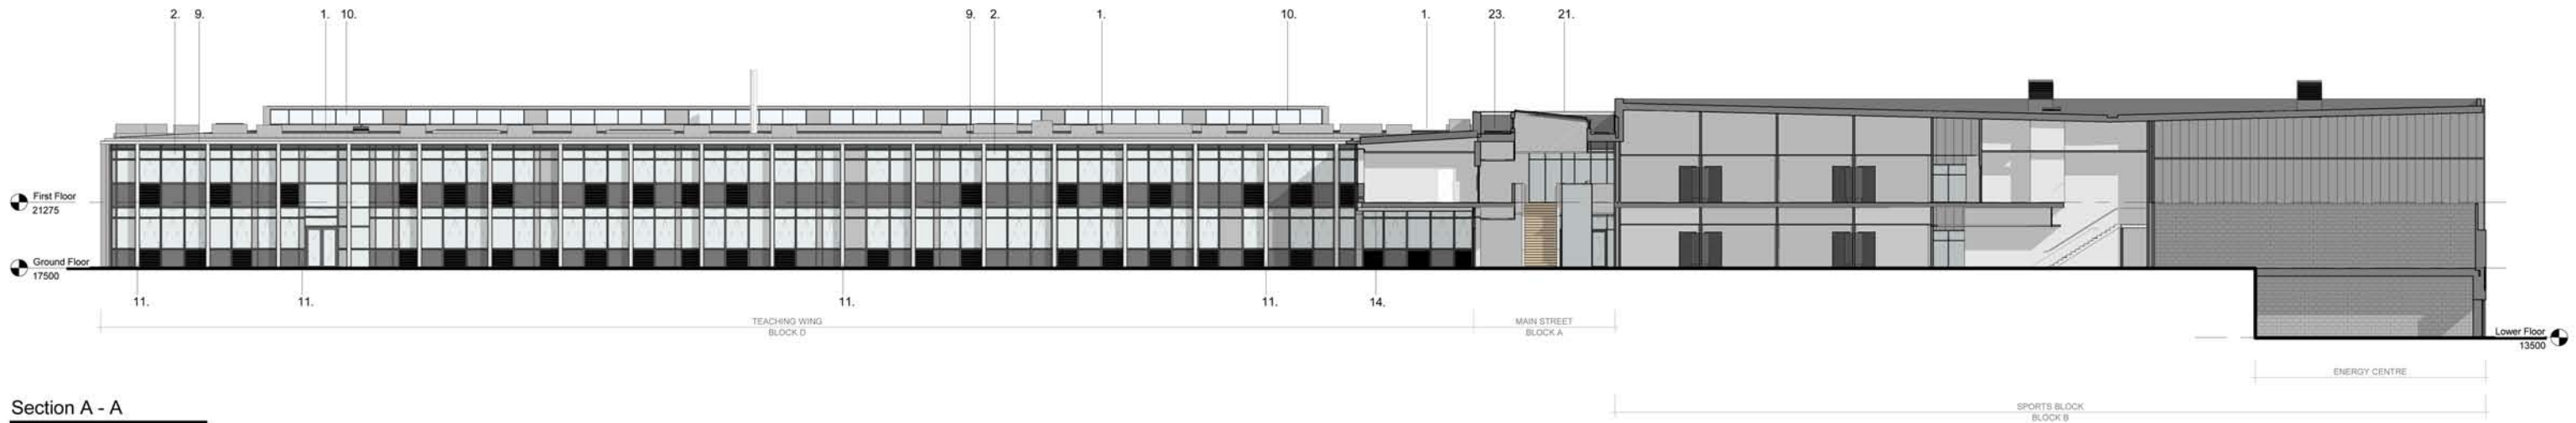 2. 9. 1. 10. 9. 2. 1. 10. 1. 23. 21.
First Floor
21275
Ground Floor
17500
11. 11. 11. 11. 14.
TEACHING WING
BLOCK D
MAIN STREET
BLOCK A
Lower Floor
13500
ENERGY CENTRE
Section A - A
SPORTS BLOCK
BLOCK B